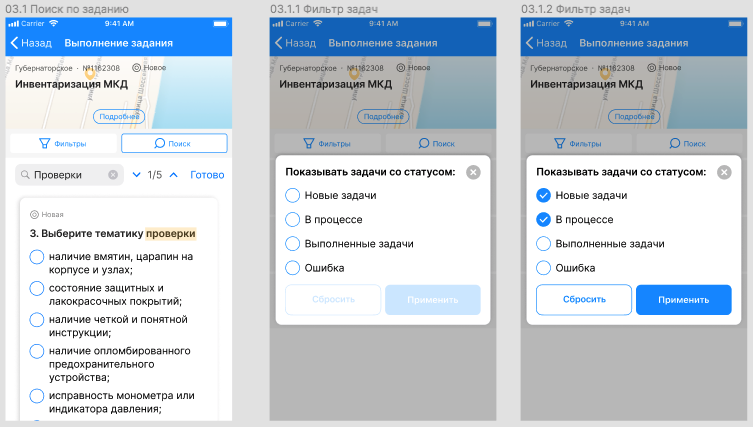 03.1 Поиск по заданию
Carrier 9:41 AM
Назад Выполнение задания
Губернаторское · №1162308 Новое
Инвентаризация МКД
Подробнее
Фильтры Поиск
Проверки 1/5 Готово
Новая
3. Выберите тематику проверки
наличие вмятин, царапин на
корпусе и узлах;
состояние защитных и
лакокрасочных покрытий;
наличие четкой и понятной
инструкции;
наличие опломбированного
предохранительного
устройства;
исправность монометра или
индикатора давления;
03.1.1 Фильтр задач
Carrier 9:41 AM
Назад Выполнение задания
Губернаторское · №1162308 Новое
Инвентаризация МКД
Подробнее
Фильтры Поиск
Показывать задачи со статусом:
Новые задачи
В процессе
Выполненные задачи
Ошибка
Сбросить Применить
03.1.2 Фильтр задач
Carrier 9:41 AM
Назад Выполнение задания
Губернаторское · №1162308 Новое
Инвентаризация МКД
Подробнее
Фильтры Поиск
Показывать задачи со статусом:
Новые задачи
В процессе
Выполненные задачи
Ошибка
Сбросить Применить